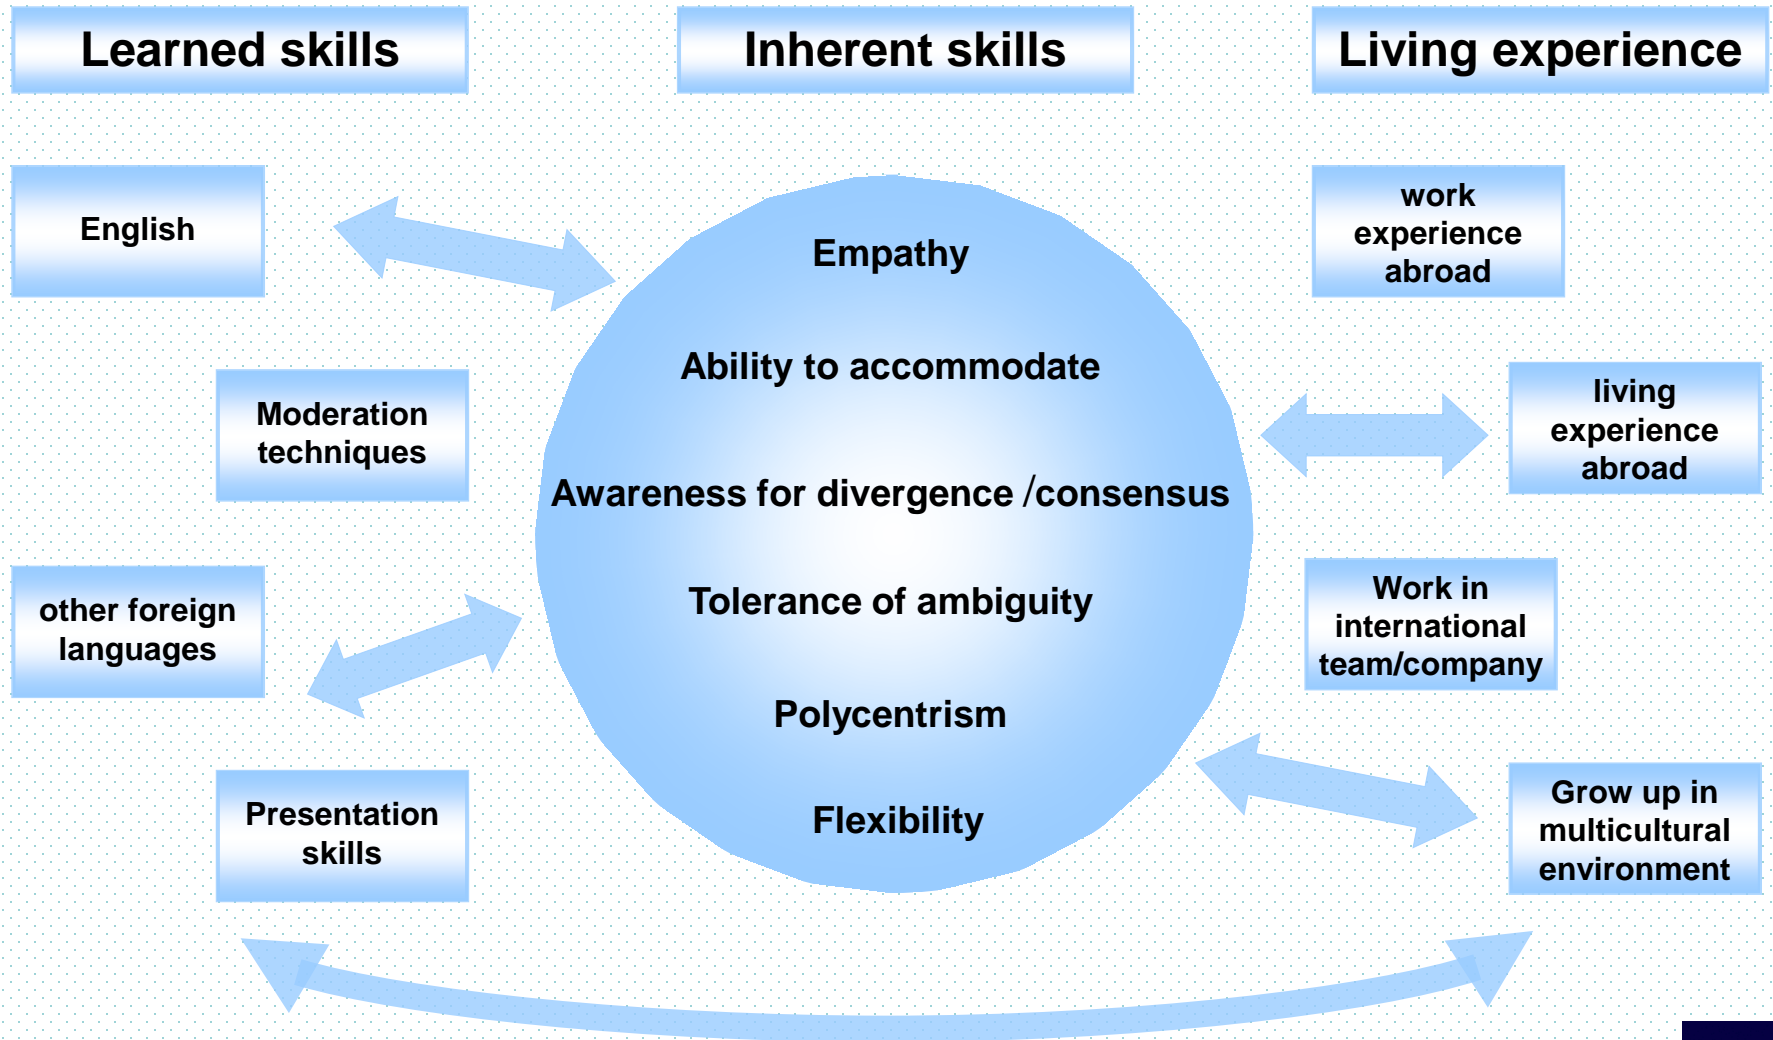 Learned skills
Inherent skills
Living experience
English
Moderation
techniques
other foreign
languages
Presentation
skills
Empathy
Ability to accommodate
Awareness for divergence /consensus
Tolerance of ambiguity
Polycentrism
Flexibility
work
experience
abroad
living
experience
abroad
Work in
international
team/company
Grow up in
multicultural
environment